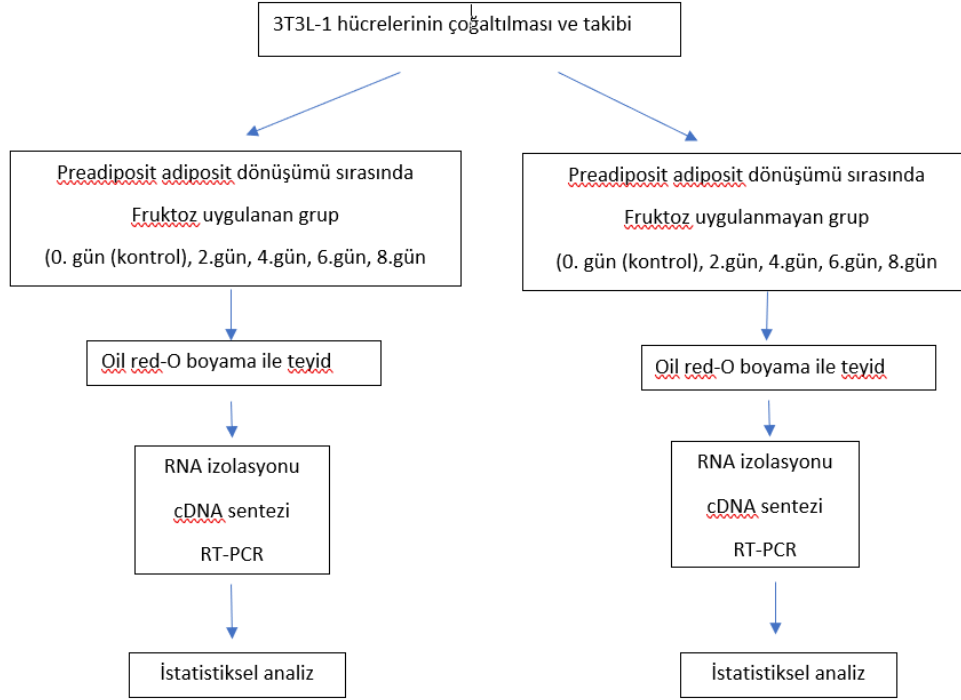 3T3L-1 hücrelerinin çoğaltılması ve takibi
Preadiposit adiposit dönüşümü sırasında
Fruktoz uygulanan grup
(0. gün (kontrol), 2.gün, 4.gün, 6.gün, 8.gün
Oil red-O boyama ile teyid
RNA izolasyonu
cDNA sentezi
RT-PCR
İstatistiksel analiz
Preadiposit adiposit dönüşümü sırasında
Fruktoz uygulanmayan grup
(0. gün (kontrol), 2.gün, 4.gün, 6.gün, 8.gün
Oil red-O boyama ile teyid
RNA izolasyonu
cDNA sentezi
RT-PCR
İstatistiksel analiz